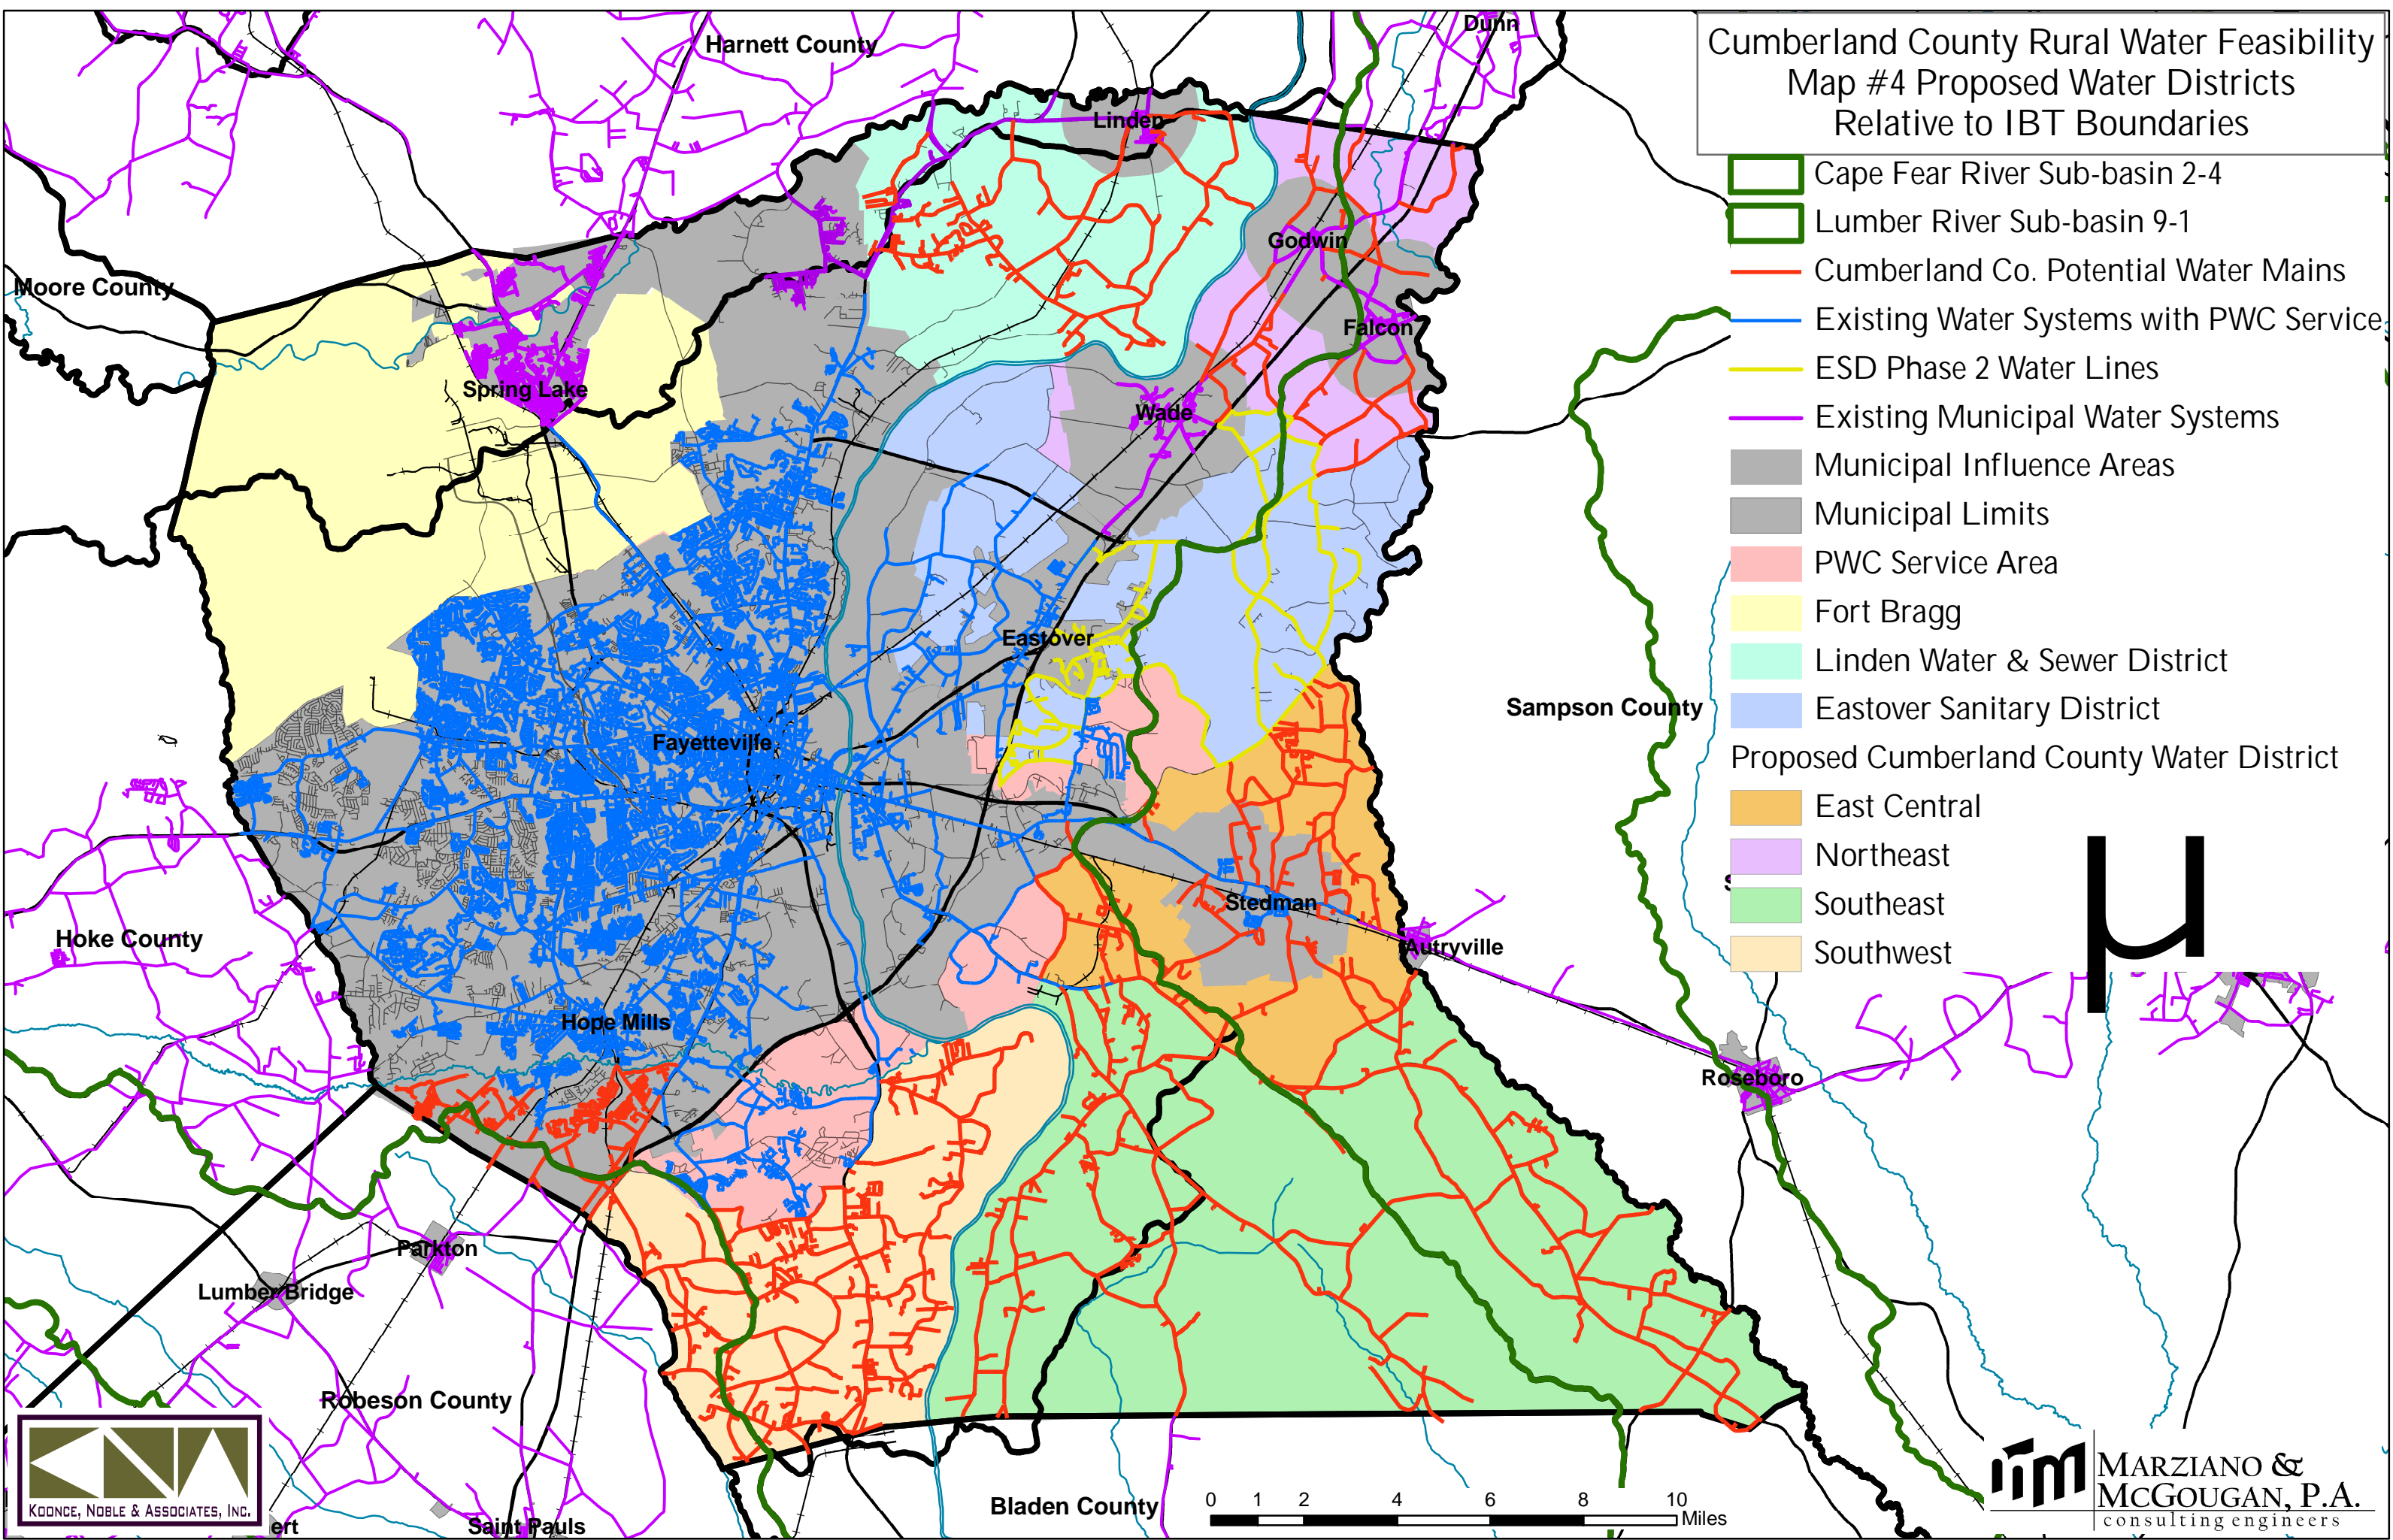 Cumberland County Rural Water Feasibility
Map #4 Proposed Water Districts
Relative to IBT Boundaries
Cape Fear River Sub-basin 2-4
Lumber River Sub-basin 9-1
Cumberland Co. Potential Water Mains
Existing Water Systems with PWC Service
ESD Phase 2 Water Lines
Existing Municipal Water Systems
Municipal Influence Areas
Municipal Limits
PWC Service Area
Fort Bragg
Linden Water & Sewer District
Eastover Sanitary District
Proposed Cumberland County Water District
East Central
Northeast
Southeast
Southwest
µ
Dunn
Harnett County
Linden
Godwin
Moore County
Falcon
Spring Lake
Wade
Eastover
Sampson County
Fayetteville
Stedman
Hoke County
Autryville
Hope Mills
Roseboro
Parkton
Lumber Bridge
Robeson County
Bladen County
Saint Pauls
ert
0 1 2 4 6 8 10
Miles
KOONCE, NOBLE & ASSOCIATES, INC.
MARZIANO &
MCGOUGAN, P.A.
consulting engineers